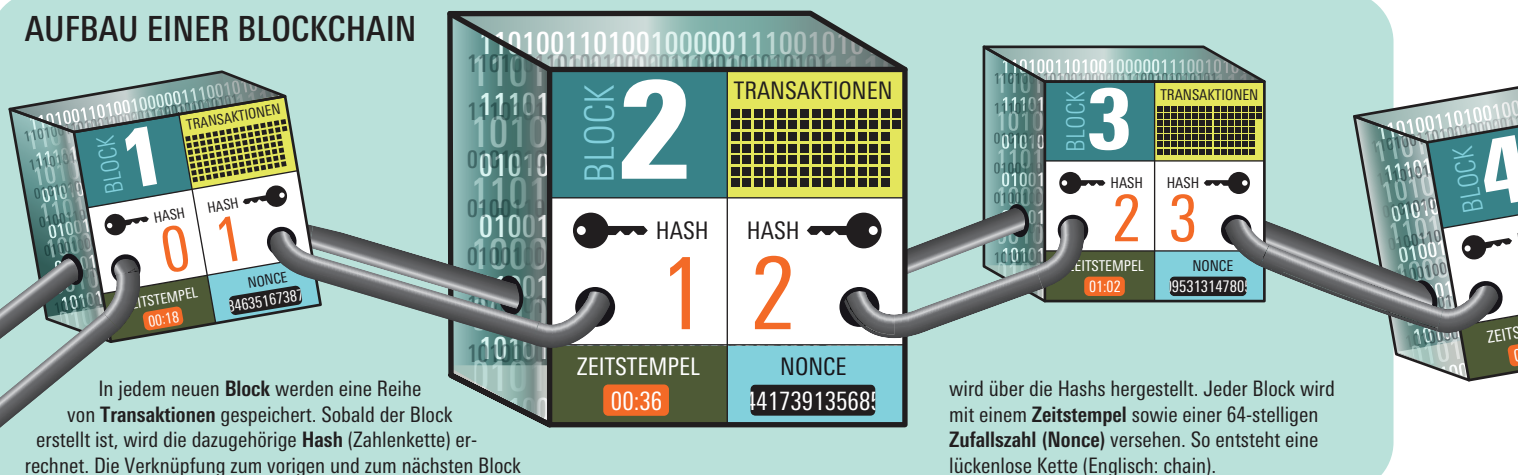 AUFBAU EINER BLOCKCHAIN
BLOCK 1
TRANSAKTIONEN
HASH 0
HASH 1
00:18
NONCE
BLOCK 2
TRANSAKTIONEN
HASH 1
HASH 2
ZEITSTEMPEL
00:36
NONCE
BLOCK 3
TRANSAKTIONEN
HASH 2
HASH 3
01:02
NONCE
BLOCK 4
In jedem neuen Block werden eine Reihe
von Transaktionen gespeichert. Sobald der Block
erstellt ist, wird die dazugehörige Hash (Zahlenkette) er-
rechnet. Die Verknüpfung zum vorigen und zum nächsten Block
wird über die Hashs hergestellt. Jeder Block wird
mit einem Zeitstempel sowie einer 64-stelligen
Zufallszahl (Nonce) versehen. So entsteht eine
lückenlose Kette (Englisch: chain).